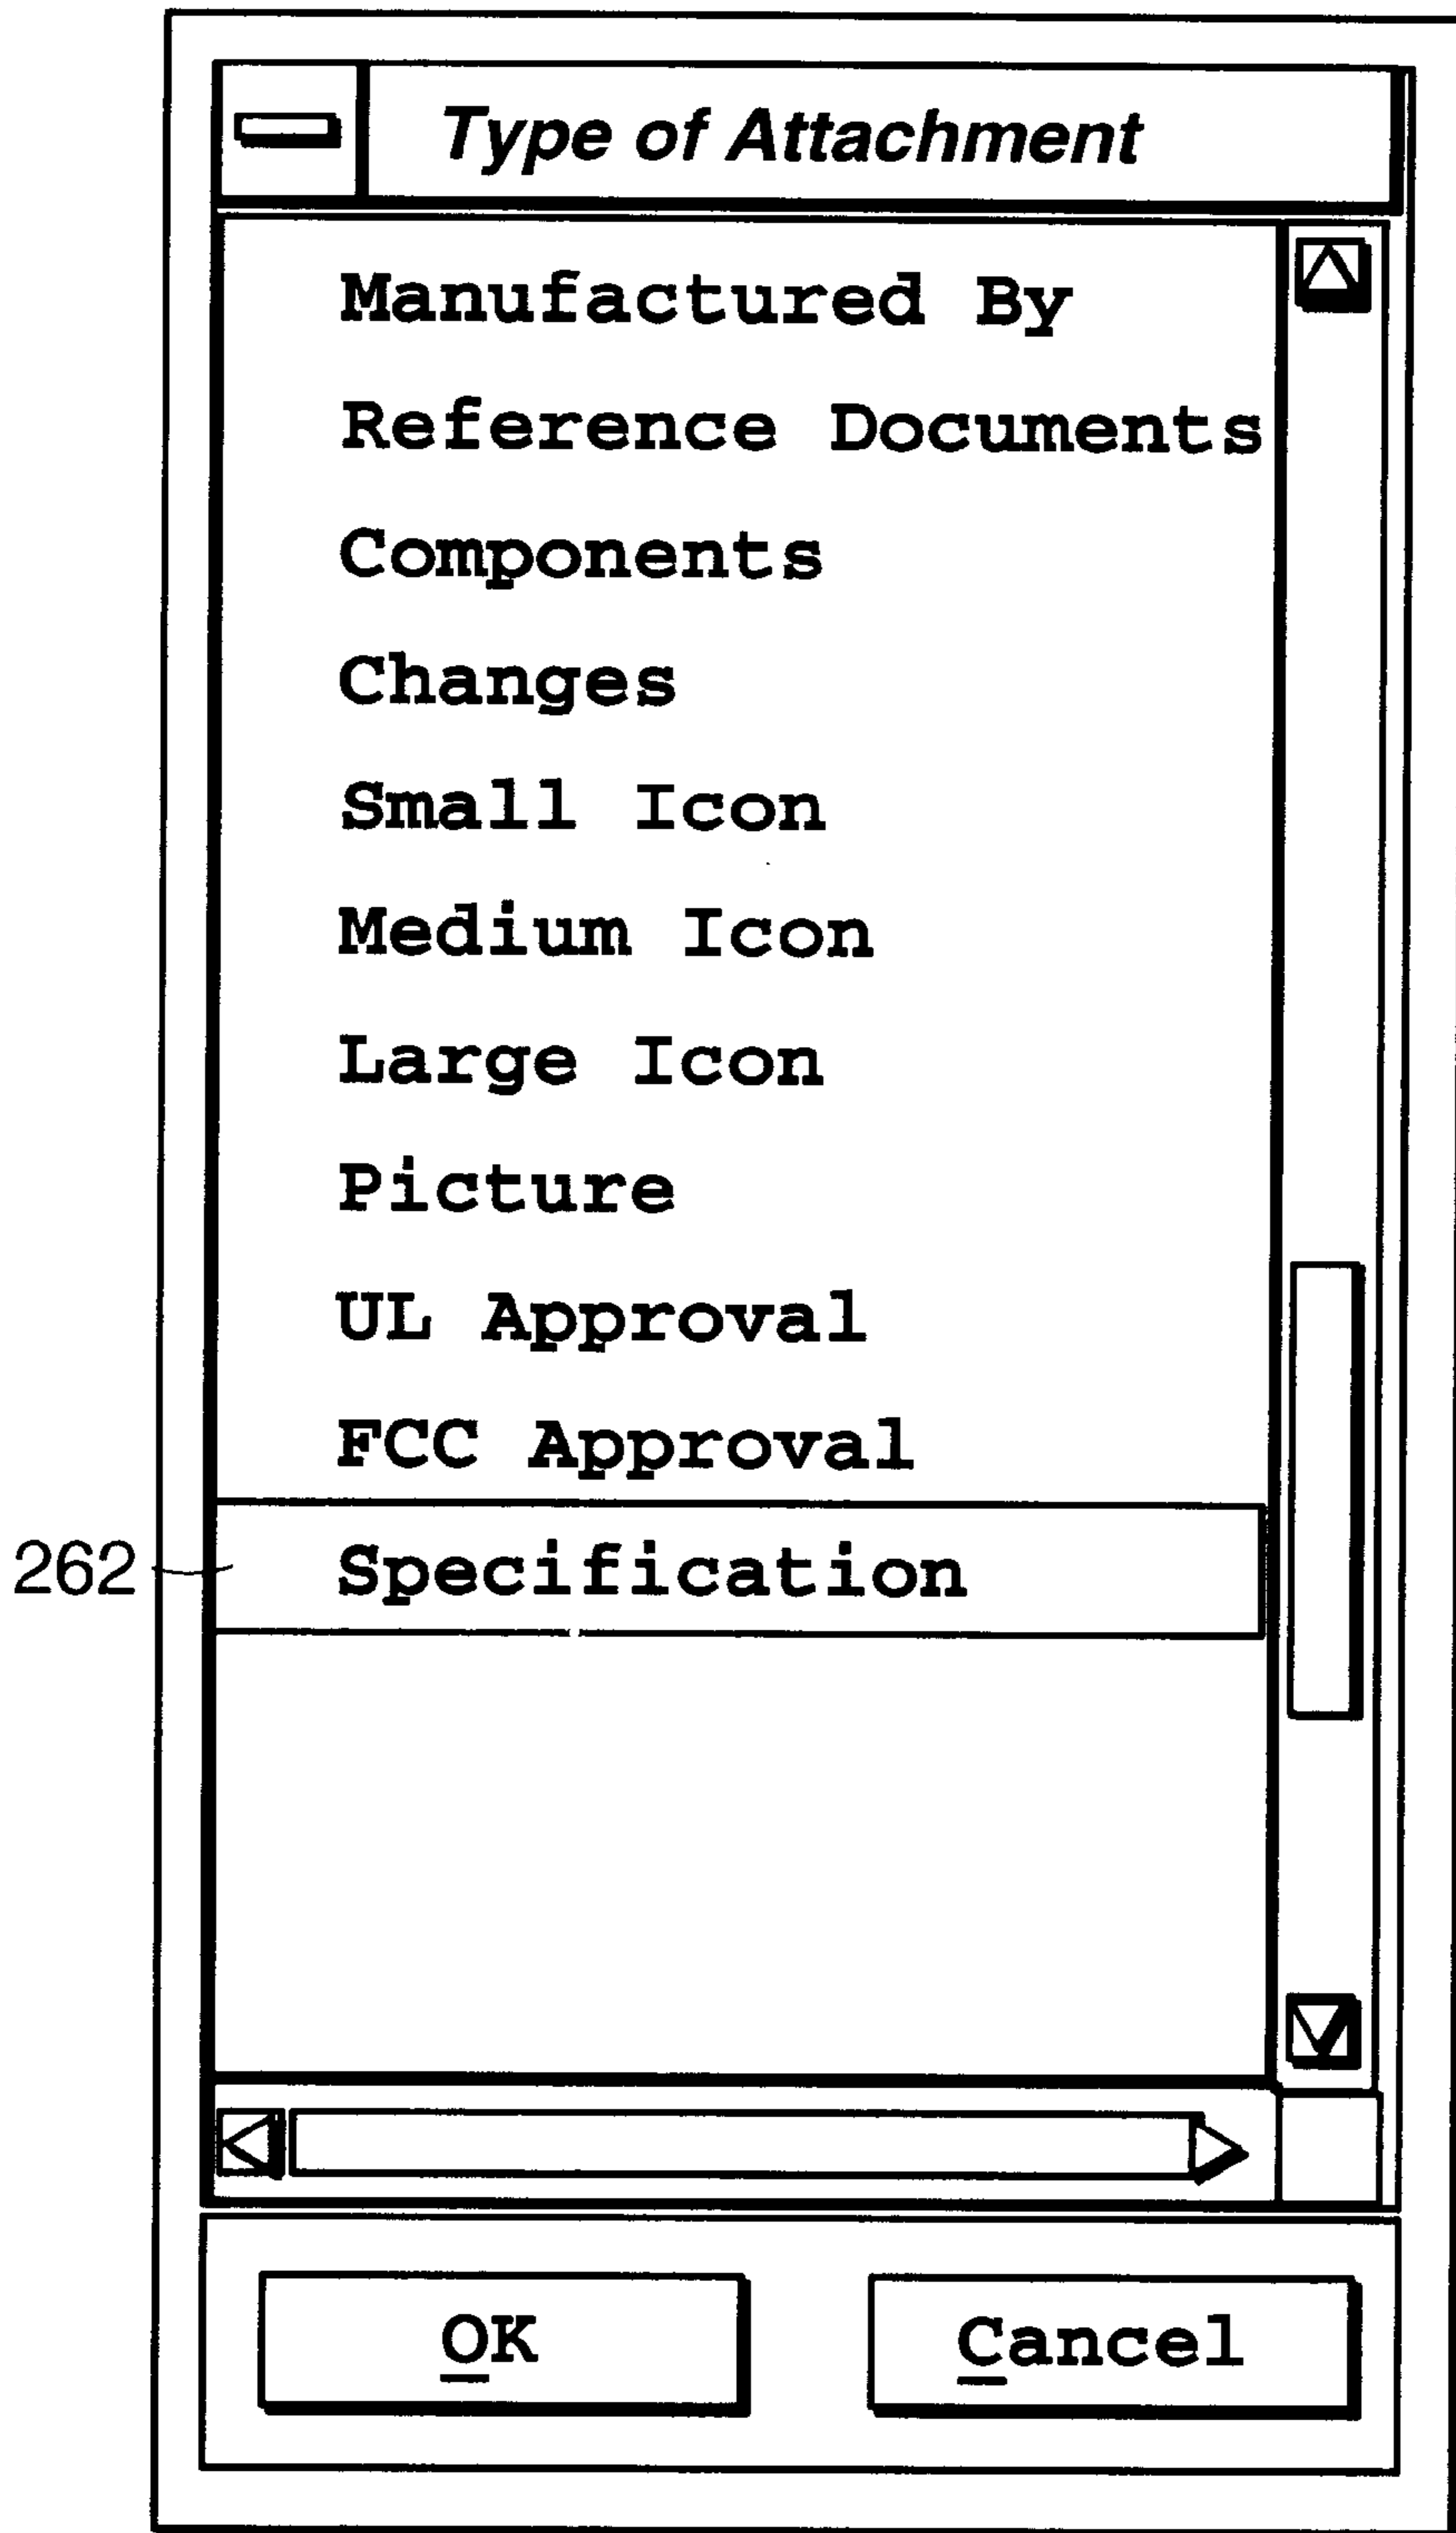 Type of Attachment
Manufactured By
Reference Documents
Components
Changes
Small Icon
Medium Icon
Large Icon
Picture
UL Approval
FCC Approval
262 Specification
OK Cancel